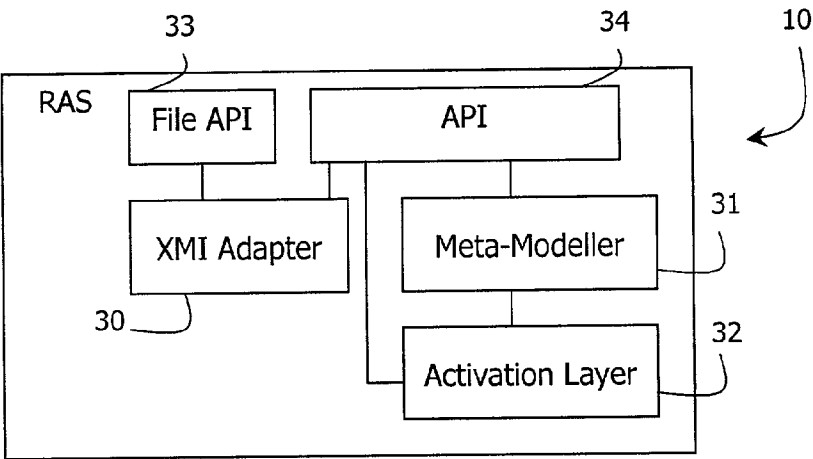 33
34
10
RAS
File API
API
XMI Adapter
Meta-Modeller
31
30
Activation Layer
32